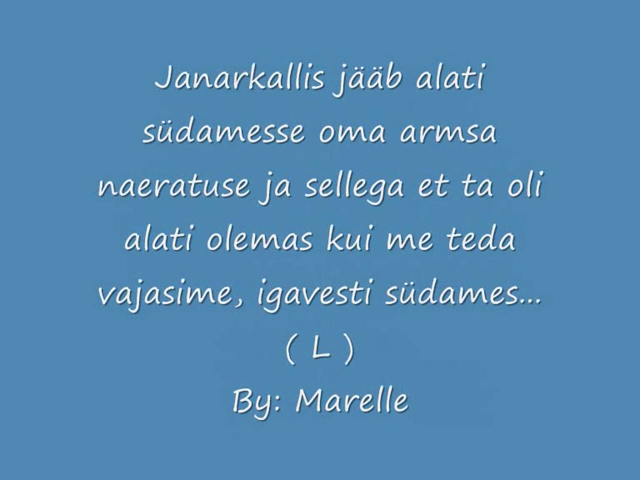 Janarkallis jääb alati
südamesse oma armsa
naeratuse ja sellega et ta oli
alati olemas kui me teda
vajasime, igavesti südames...
( L )
By: Marelle